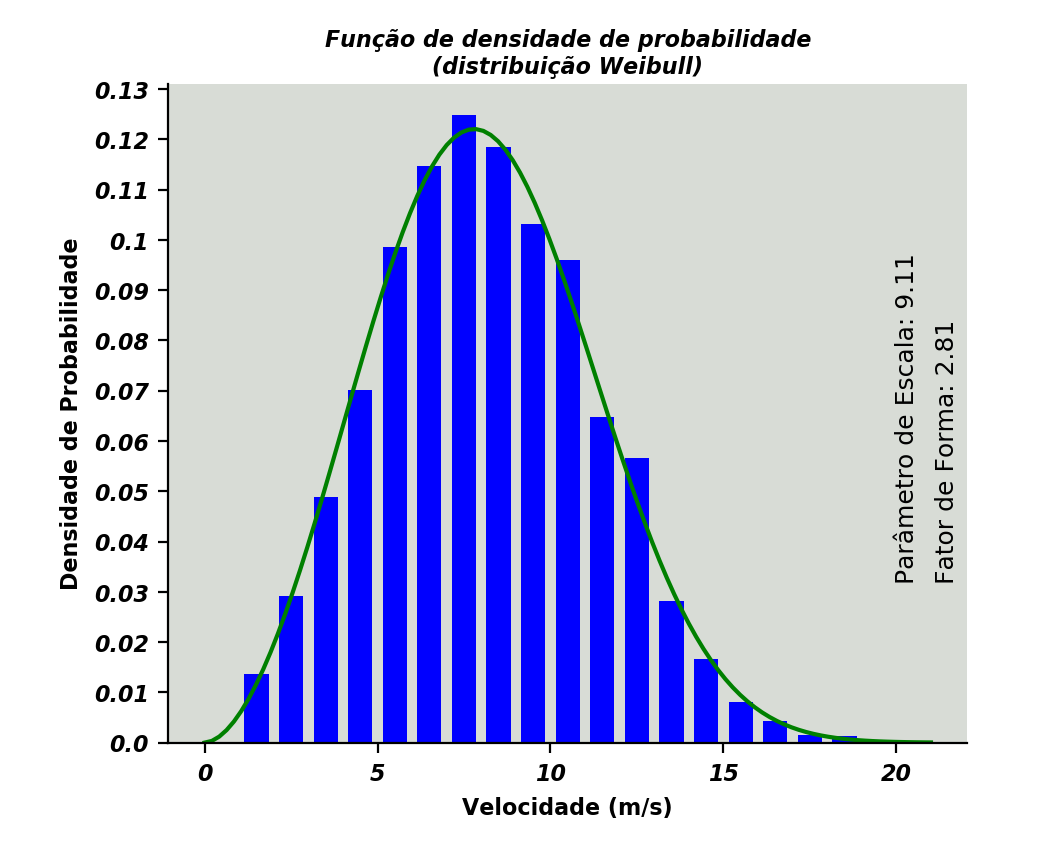 Função de densidade de probabilidade
(distribuição Weibull)
Densidade de Probabilidade
0.13
0.12
0.11
0.1
0.09
0.08
0.07
0.06
0.05
0.04
0.03
0.02
0.01
0.0
Parâmetro de Escala: 9.11
Fator de Forma: 2.81
0 5 10 15 20
Velocidade (m/s)